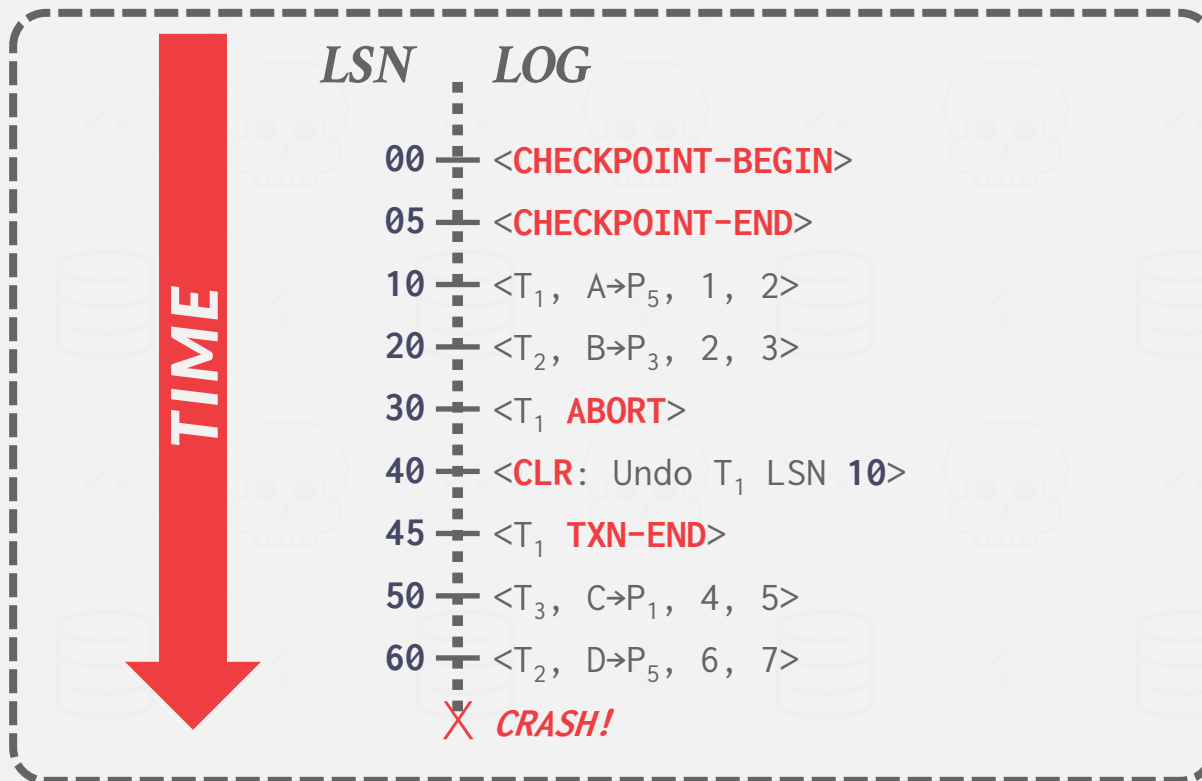 TIME
LSN LOG
00 <CHECKPOINT-BEGIN>
05 <CHECKPOINT-END>
10 <T₁, A→P₅, 1, 2>
20 <T₂, B→P₃, 2, 3>
30 <T₁ ABORT>
40 <CLR: Undo T₁ LSN 10>
45 <T₁ TXN-END>
50 <T₃, C→P₁, 4, 5>
60 <T₂, D→P₅, 6, 7>
X CRASH!